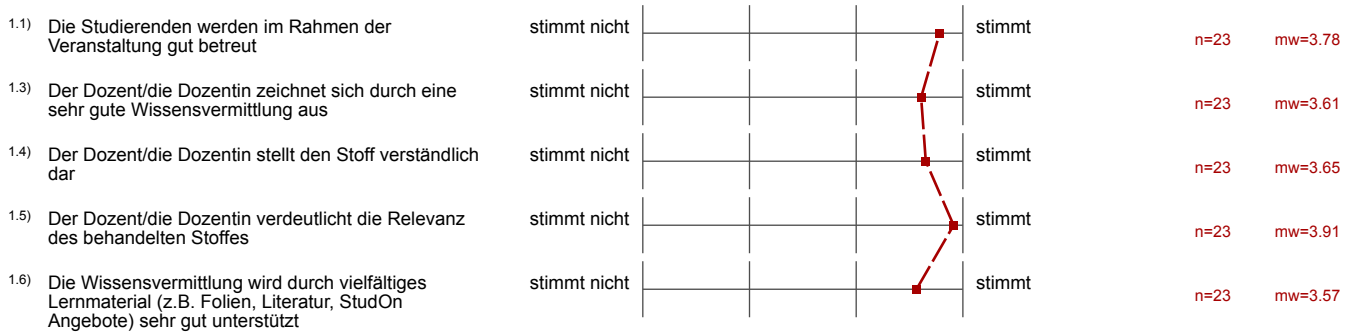 1.1) Die Studierenden werden im Rahmen der stimmt nicht stimmt n=23 mw=3.78
Veranstaltung gut betreut
1.3) Der Dozent/die Dozentin zeichnet sich durch eine stimmt nicht stimmt n=23 mw=3.61
sehr gute Wissensvermittlung aus
1.4) Der Dozent/die Dozentin stellt den Stoff verständlich stimmt nicht stimmt n=23 mw=3.65
dar
1.5) Der Dozent/die Dozentin verdeutlicht die Relevanz stimmt nicht stimmt n=23 mw=3.91
des behandelten Stoffes
1.6) Die Wissensvermittlung wird durch vielfältiges stimmt nicht stimmt n=23 mw=3.57
Lernmaterial (z.B. Folien, Literatur, StudOn
Angebote) sehr gut unterstützt